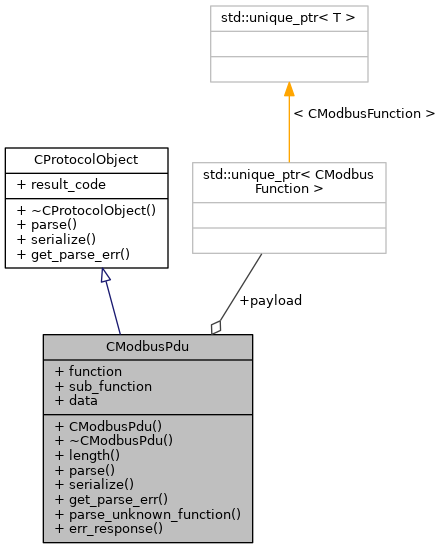 std::unique_ptr< T >
< CModbusFunction >
CProtocolObject
+ result_code
+ ~CProtocolObject()
+ parse()
+ serialize()
+ get_parse_err()
std::unique_ptr< CModbus
Function >
+payload
CModbusPdu
+ function
+ sub_function
+ data
+ CModbusPdu()
+ ~CModbusPdu()
+ length()
+ parse()
+ serialize()
+ get_parse_err()
+ parse_unknown_function()
+ err_response()